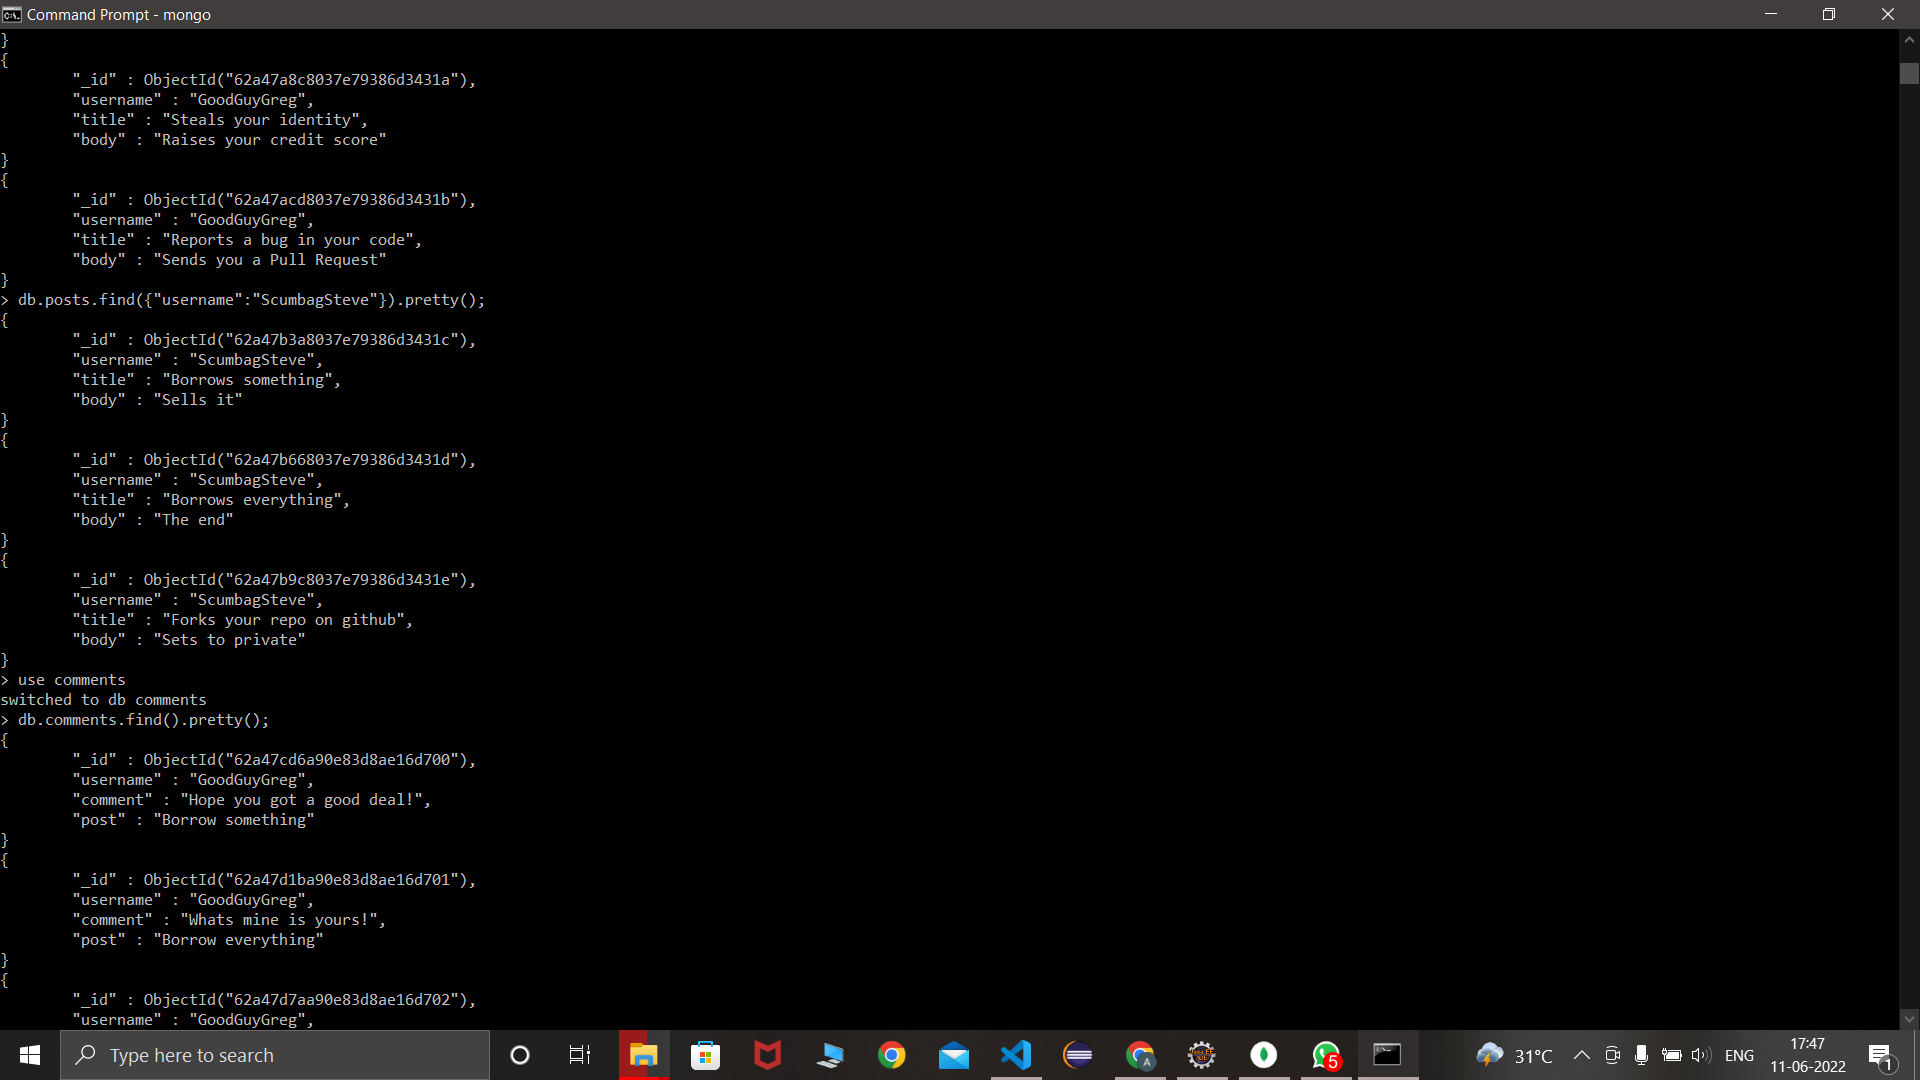 Command Prompt - mongo
}
{
"_id" : ObjectId("62a47a8c8037e79386d3431a"),
"username" : "GoodGuyGreg",
"title" : "Steals your identity",
"body" : "Raises your credit score"
}
{
"_id" : ObjectId("62a47acd8037e79386d3431b"),
"username" : "GoodGuyGreg",
"title" : "Reports a bug in your code",
"body" : "Sends you a Pull Request"
}
> db.posts.find({"username":"ScumbagSteve"}).pretty();
{
"_id" : ObjectId("62a47b3a8037e79386d3431c"),
"username" : "ScumbagSteve",
"title" : "Borrows something",
"body" : "Sells it"
}
{
"_id" : ObjectId("62a47b668037e79386d3431d"),
"username" : "ScumbagSteve",
"title" : "Borrows everything",
"body" : "The end"
}
{
"_id" : ObjectId("62a47b9c8037e79386d3431e"),
"username" : "ScumbagSteve",
"title" : "Forks your repo on github",
"body" : "Sets to private"
}
> use comments
switched to db comments
> db.comments.find().pretty();
{
"_id" : ObjectId("62a47cd6a90e83d8ae16d700"),
"username" : "GoodGuyGreg",
"comment" : "Hope you got a good deal!",
"post" : "Borrow something"
}
{
"_id" : ObjectId("62a47d1ba90e83d8ae16d701"),
"username" : "GoodGuyGreg",
"comment" : "Whats mine is yours!",
"post" : "Borrow everything"
}
{
"_id" : ObjectId("62a47d7aa90e83d8ae16d702"),
"username" : "GoodGuyGreg",
Type here to search
A
5
31°C
ENG
17:47
11-06-2022
1